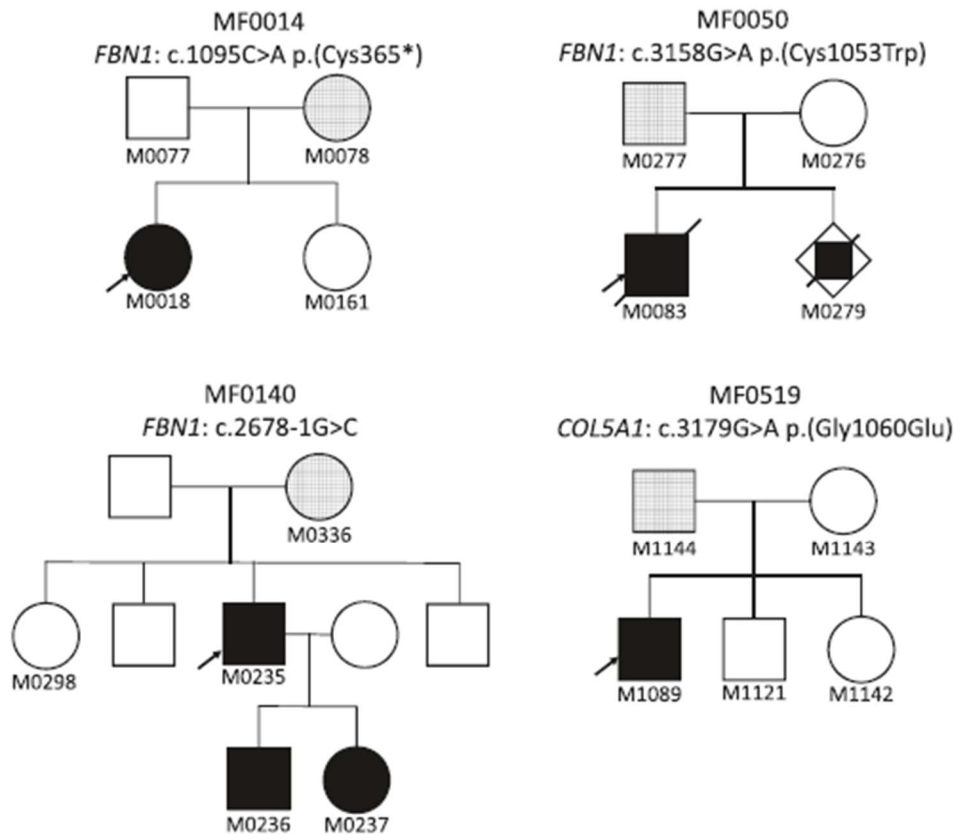 MF0014
FBN1: c.1095C>A p.(Cys365*)
M0077
M0078
M0018
M0161
MF0050
FBN1: c.3158G>A p.(Cys1053Trp)
M0277
M0276
M0083
M0279
MF0140
FBN1: c.2678-1G>C
M0336
M0298
M0235
M0236
M0237
MF0519
COL5A1: c.3179G>A p.(Gly1060Glu)
M1144
M1143
M1089
M1121
M1142